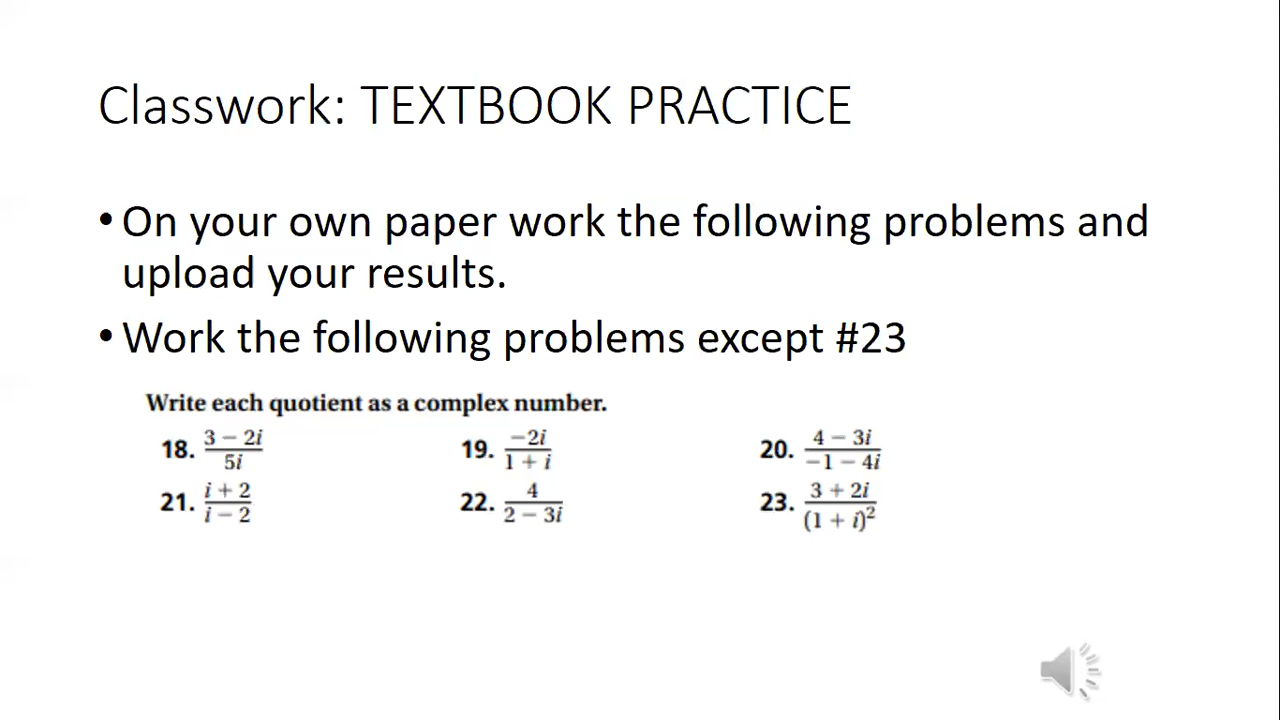 Classwork: TEXTBOOK PRACTICE
• On your own paper work the following problems and
upload your results.
• Work the following problems except #23
Write each quotient as a complex number.
18. (3 − 2i)/(5i) 19. (−2i)/(1 + i) 20. (4 − 3i)/(−1 − 4i)
21. (i + 2)/(i − 2) 22. 4/(2 − 3i) 23. (3 + 2i)/(1 + i)²